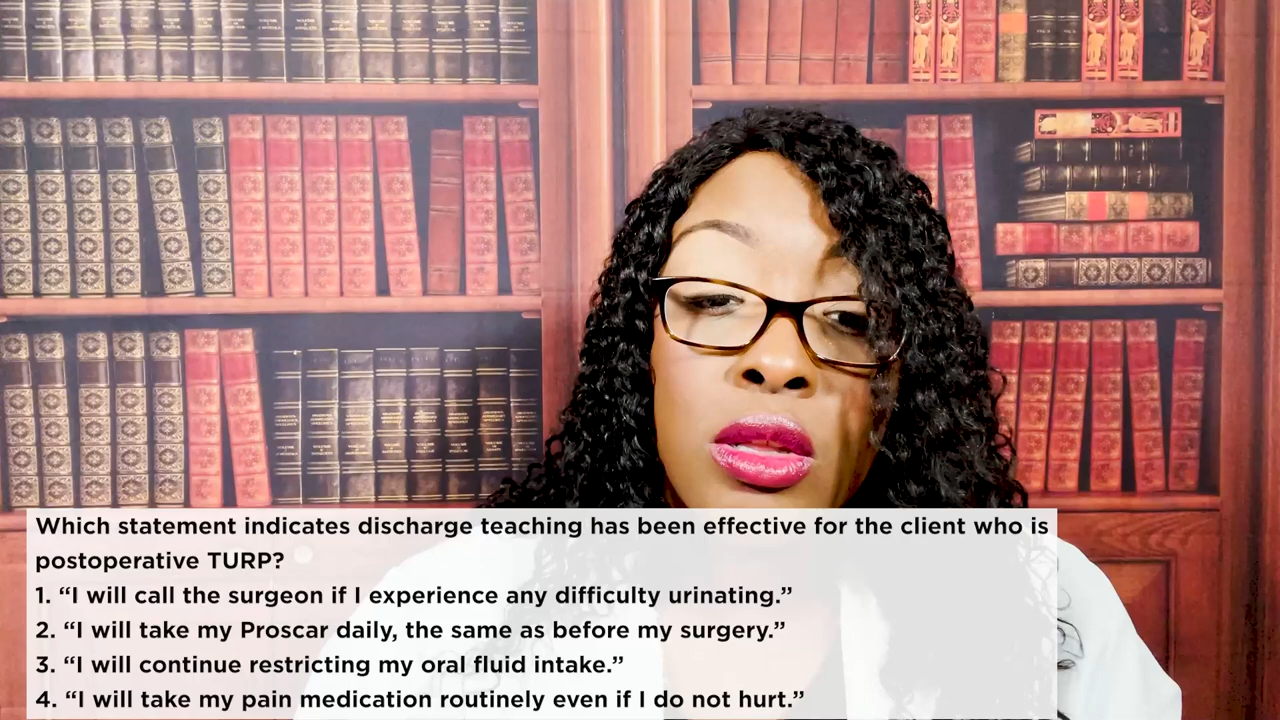 Which statement indicates discharge teaching has been effective for the client who is
postoperative TURP?
1. “I will call the surgeon if I experience any difficulty urinating.”
2. “I will take my Proscar daily, the same as before my surgery.”
3. “I will continue restricting my oral fluid intake.”
4. “I will take my pain medication routinely even if I do not hurt.”